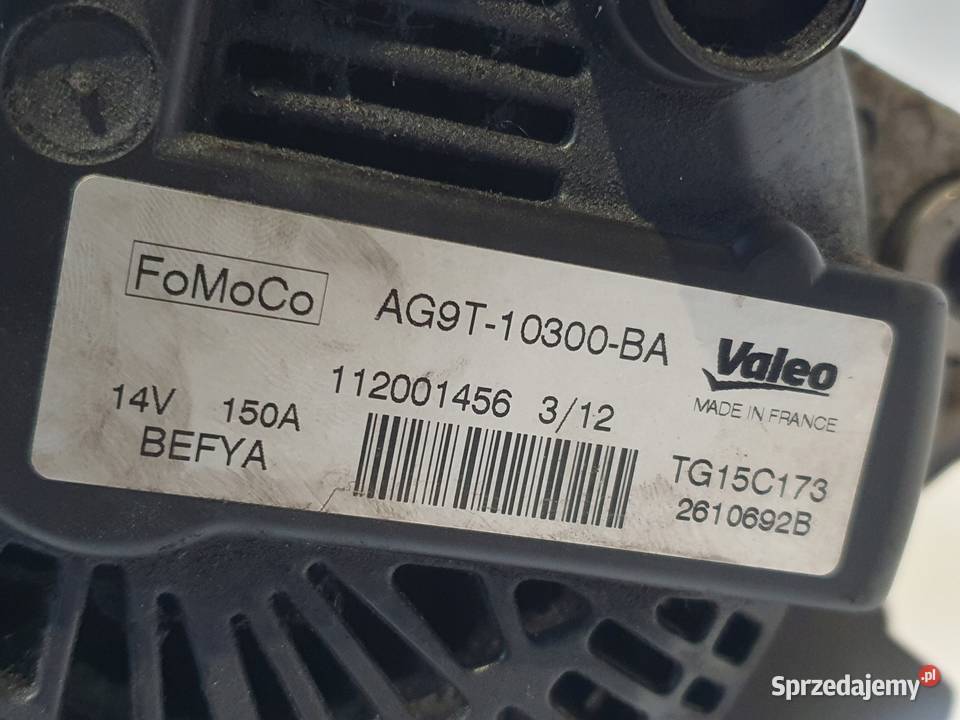 FoMoCo
AG9T-10300-BA
Valeo
MADE IN FRANCE
112001456 3/12
14V 150A
BEFYA
TG15C173
2610692B
Sprzedajemy.pl